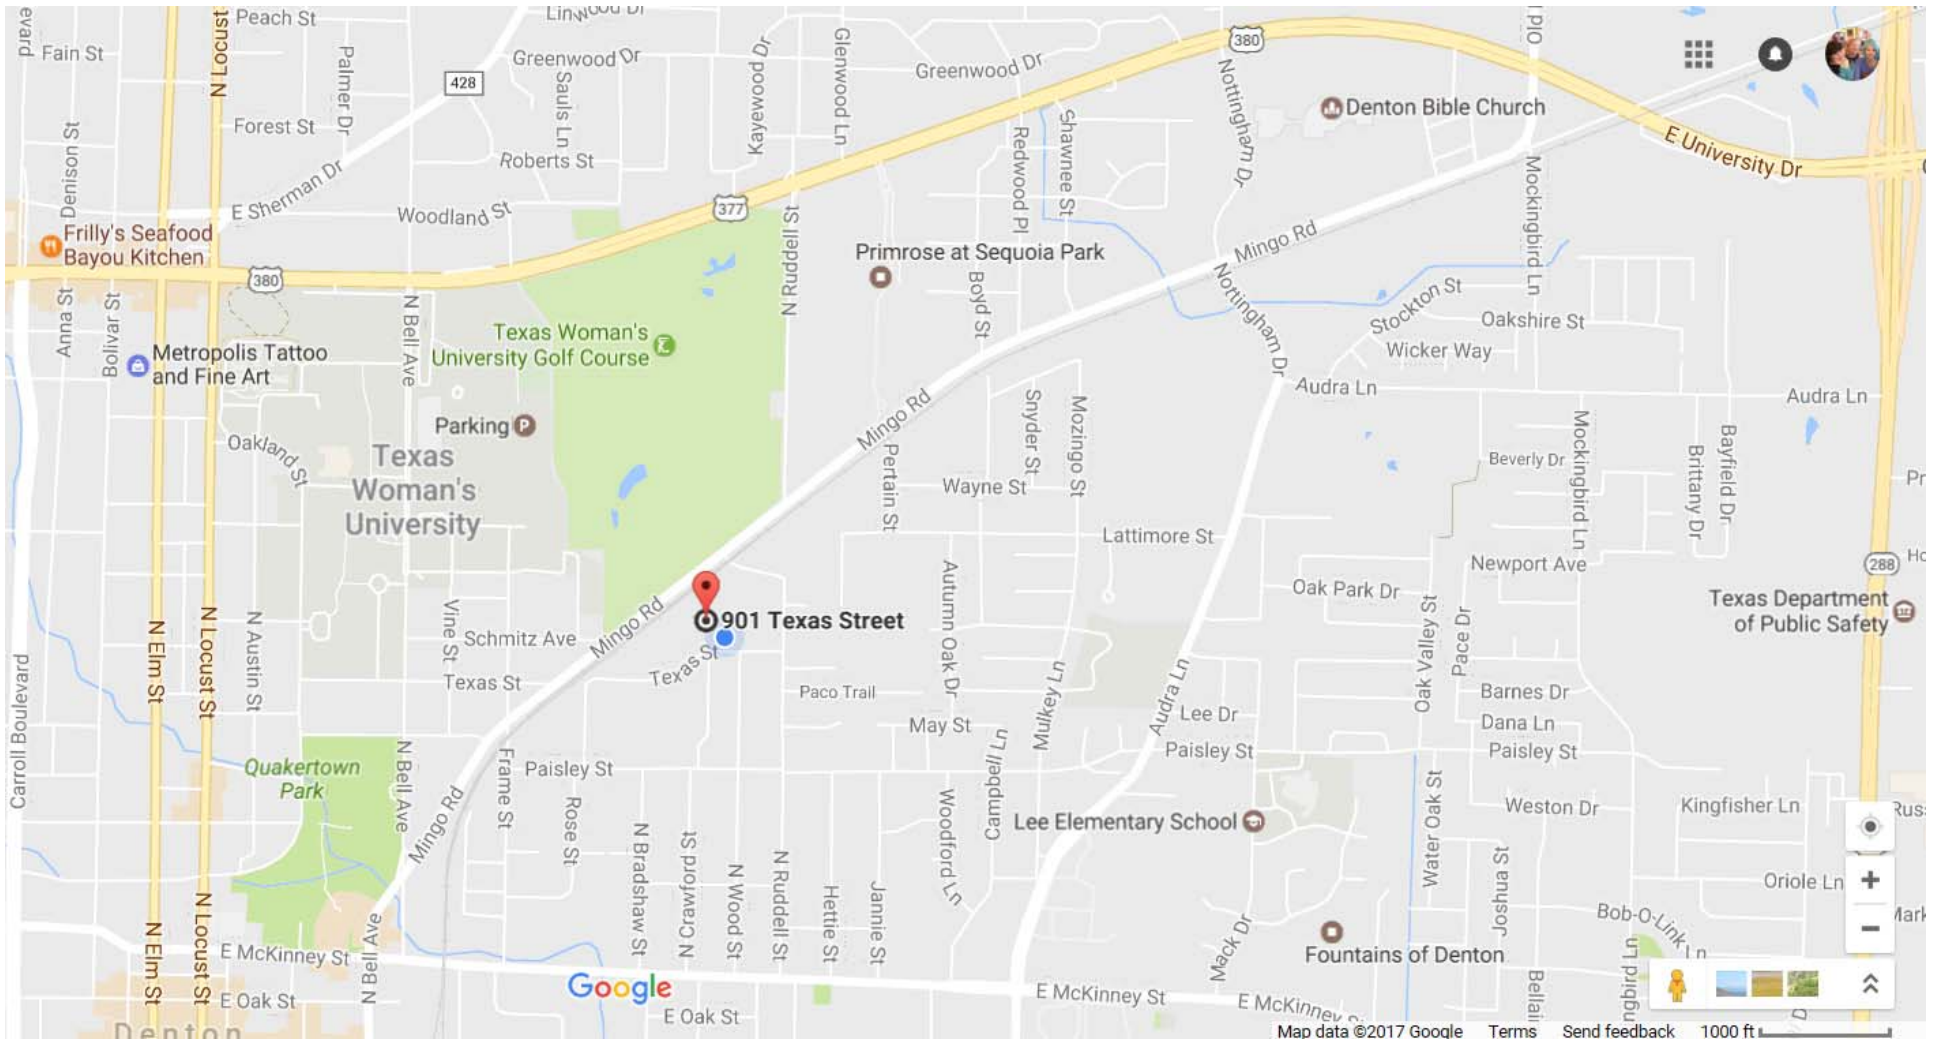 Peach St
Linwood Dr
Fain St
N Locust
Palmer Dr
428
Greenwood Dr
Sauls Ln
Kayewood Dr
Glenwood Ln
Greenwood Dr
380
Nottingham Dr
Denton Bible Church
E University Dr
Forest St
Denison St
Roberts St
Redwood Pl
Shawnee St
E Sherman Dr
Woodland St
377
N Ruddell St
Mockingbird Ln
Frilly's Seafood
Bayou Kitchen
380
Primrose at Sequoia Park
Mingo Rd
Anna St
Bolivar St
N Bell Ave
Boyd St
Nottingham Dr
Stockton St
Oakshire St
Wicker Way
Texas Woman's
University Golf Course
Metropolis Tattoo
and Fine Art
Audra Ln
Audra Ln
Mingo Rd
Snyder St
Mozingo St
Parking
P
Oakland St
Texas
Woman's
University
Pertain St
Wayne St
Mockingbird Ln
Beverly Dr
Brittany Dr
Bayfield Dr
Pr
Lattimore St
Newport Ave
288
Ho
Autumn Oak Dr
Oak Park Dr
Oak Valley St
Pace Dr
Texas Department
of Public Safety
901 Texas Street
N Elm St
N Locust St
N Austin St
Vine St
Schmitz Ave
Mingo Rd
Texas St
Texas St
Paco Trail
Mulkey Ln
Audra Ln
Barnes Dr
Lee Dr
Dana Ln
May St
Carroll Boulevard
Campbell Ln
Paisley St
Paisley St
Quakertown
Park
N Bell Ave
Mingo Rd
Frame St
Paisley St
Rose St
Woodford Ln
Water Oak St
Weston Dr
Kingfisher Ln
Rus
Lee Elementary School
N Bradshaw St
N Crawford St
N Wood St
N Ruddell St
Hettie St
Jannie St
Joshua St
Oriole Ln
+
Mark
Bob-O-Link Ln
N Elm St
N Locust St
N Bell Ave
E McKinney St
Mack Dr
Fountains of Denton
−
Google
E Oak St
E McKinney St
E McKinney S
E Oak St
Denton
Map data ©2017 Google Terms Send feedback 1000 ft